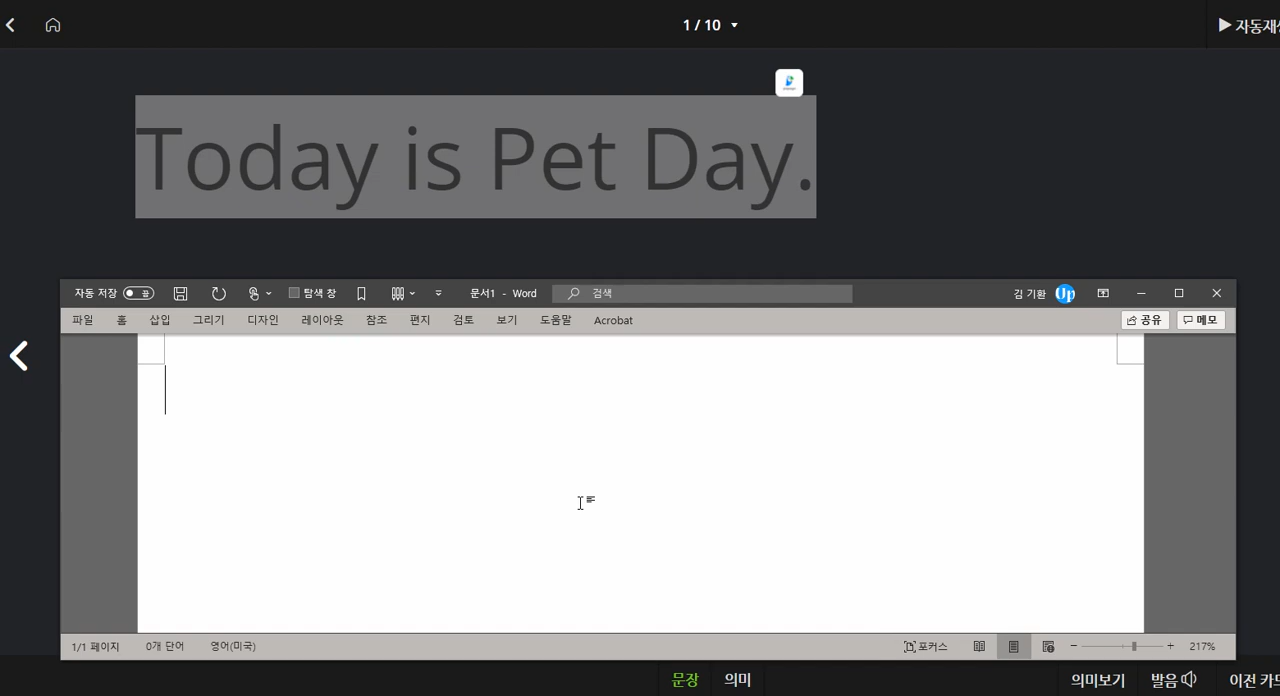 1 / 10
▶ 자동재생
Today is Pet Day.
자동 저장 끔 탐색 창 문서1 - Word 검색 김 기환 Up
파일 홈 삽입 그리기 디자인 레이아웃 참조 편지 검토 보기 도움말 Acrobat 공유 메모
1/1 페이지 0개 단어 영어(미국) 포커스 217%
문장 의미 의미보기 발음 이전 카드